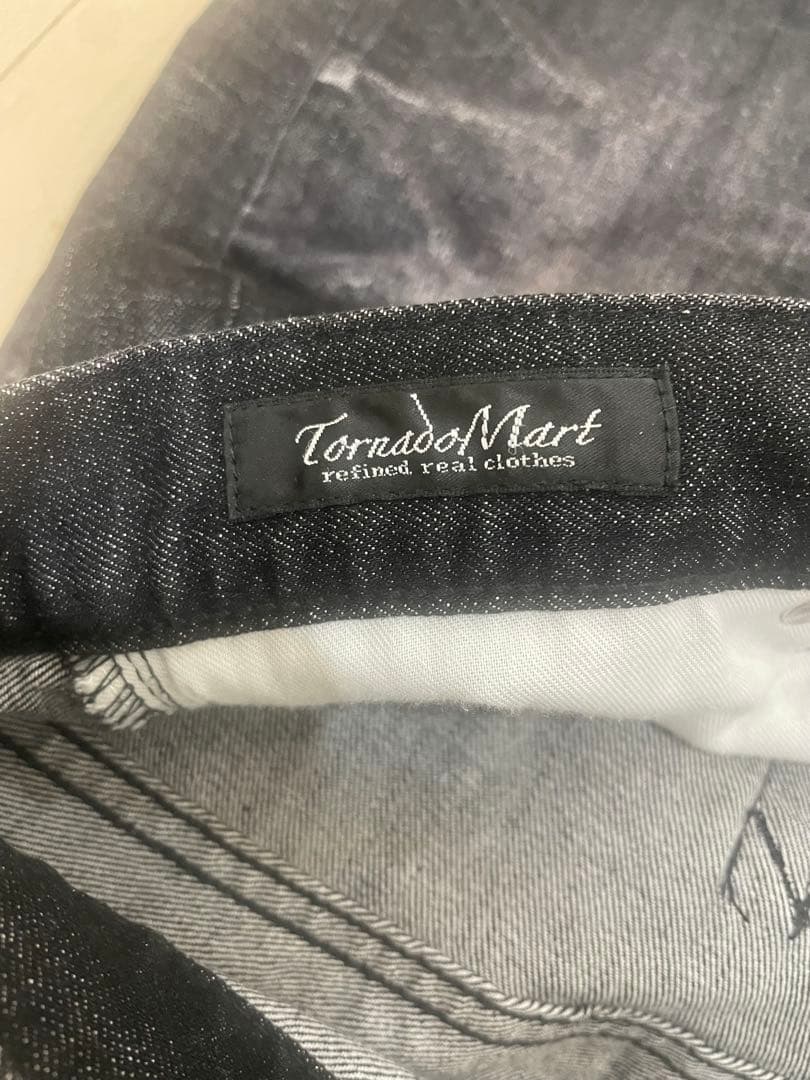 TornadoMart
refined real clothes